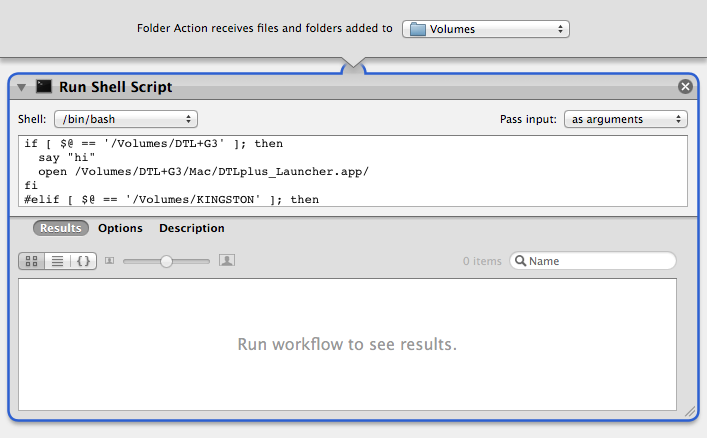 Folder Action receives files and folders added to Volumes
Run Shell Script
Shell: /bin/bash Pass input: as arguments
if [ $@ == '/Volumes/DTL+G3' ]; then
  say "hi"
  open /Volumes/DTL+G3/Mac/DTLplus_Launcher.app/
fi
#elif [ $@ == '/Volumes/KINGSTON' ]; then
Results Options Description
{} 0 items Name
Run workflow to see results.